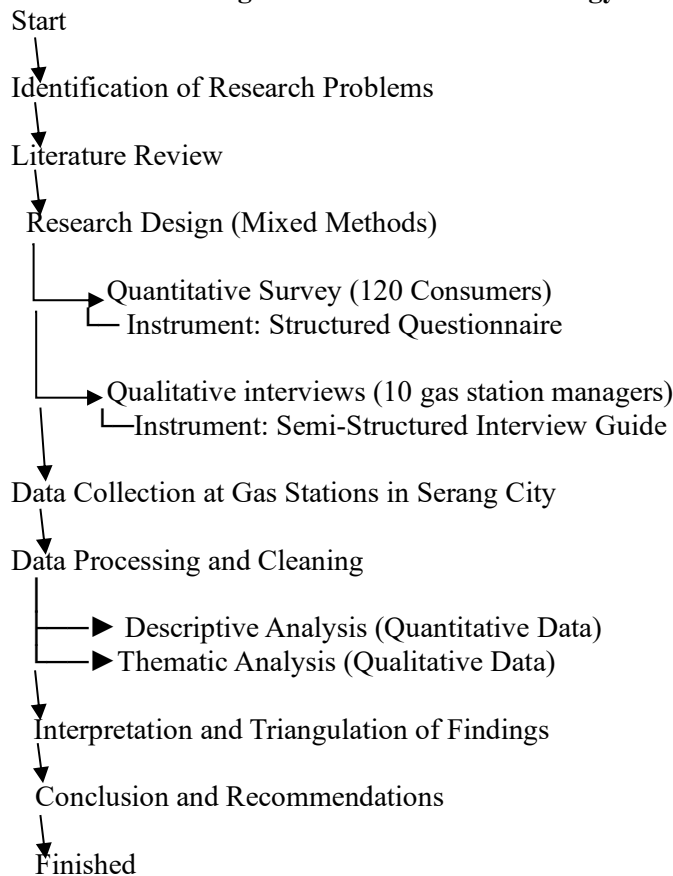 Start
Identification of Research Problems
Literature Review
Research Design (Mixed Methods)
Quantitative Survey (120 Consumers)
Instrument: Structured Questionnaire
Qualitative interviews (10 gas station managers)
Instrument: Semi-Structured Interview Guide
Data Collection at Gas Stations in Serang City
Data Processing and Cleaning
Descriptive Analysis (Quantitative Data)
Thematic Analysis (Qualitative Data)
Interpretation and Triangulation of Findings
Conclusion and Recommendations
Finished